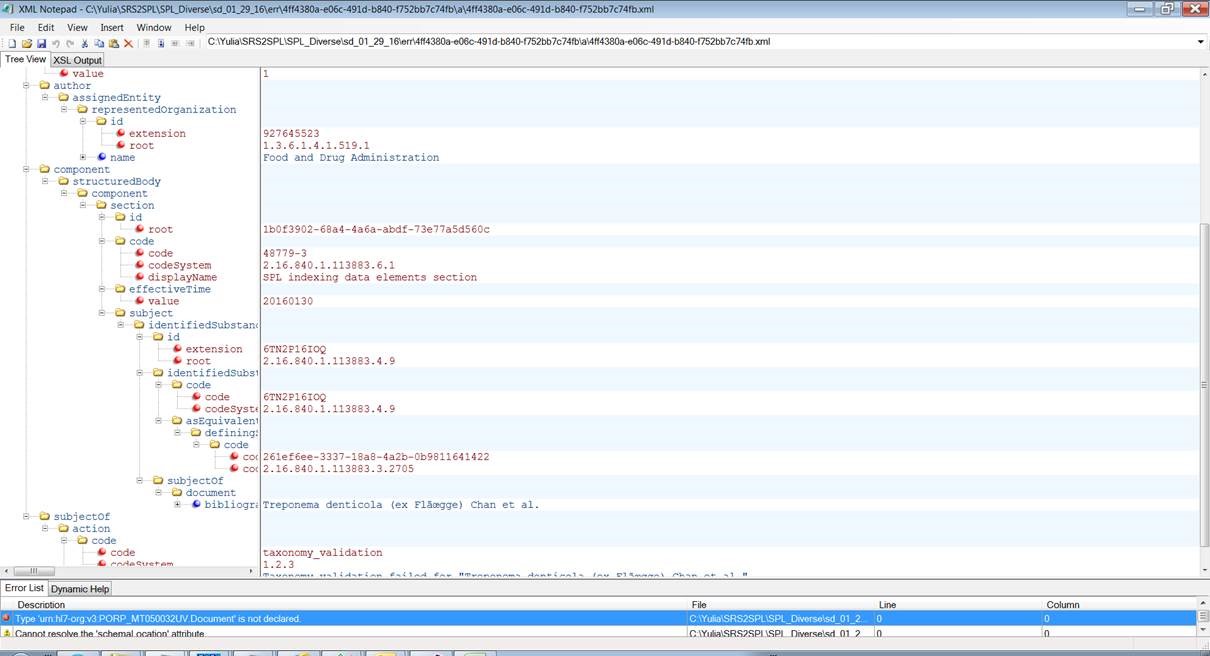 XML Notepad - C:\Yulia\SRS2SPL\SPL_Diverse\sd_01_29_16\err\4ff4380a-e06c-491d-b840-f752bb7c74fb\a\4ff4380a-e06c-491d-b840-f752bb7c74fb.xml
File Edit View Insert Window Help
C:\Yulia\SRS2SPL\SPL_Diverse\sd_01_29_16\err\4ff4380a-e06c-491d-b840-f752bb7c74fb\a\4ff4380a-e06c-491d-b840-f752bb7c74fb.xml
Tree View XSL Output
value 1
author
assignedEntity
representedOrganization
id
extension 927645523
root 1.3.6.1.4.1.519.1
name Food and Drug Administration
component
structuredBody
component
section
id
root 1b0f3902-68a4-4a6a-abdf-73e77a5d560c
code
code 48779-3
codeSystem 2.16.840.1.113883.6.1
displayName SPL indexing data elements section
effectiveTime
value 20160130
subject
identifiedSubstanc
id
extension 6TN2P16IOQ
root 2.16.840.1.113883.4.9
identifiedSubst
code
code 6TN2P16IOQ
codeSyste 2.16.840.1.113883.4.9
asEquivalent
definingS
code
cod 261ef6ee-3337-18a8-4a2b-0b9811641422
cod 2.16.840.1.113883.3.2705
subjectOf
document
bibliogra Treponema denticola (ex Flãægge) Chan et al.
subjectOf
action
code
code taxonomy_validation
codeSystem 1.2.3
Taxonomy validation failed for "Treponema denticola (ex Flãægge) Chan et al."
Error List Dynamic Help
Description File Line Column
Type 'urn:hl7-org:v3:PORP_MT050032UV.Document' is not declared. C:\Yulia\SRS2SPL\SPL_Diverse\sd_01_2... 0 0
Cannot resolve the 'schemaLocation' attribute. C:\Yulia\SRS2SPL\SPL_Diverse\sd_01_2... 0 0